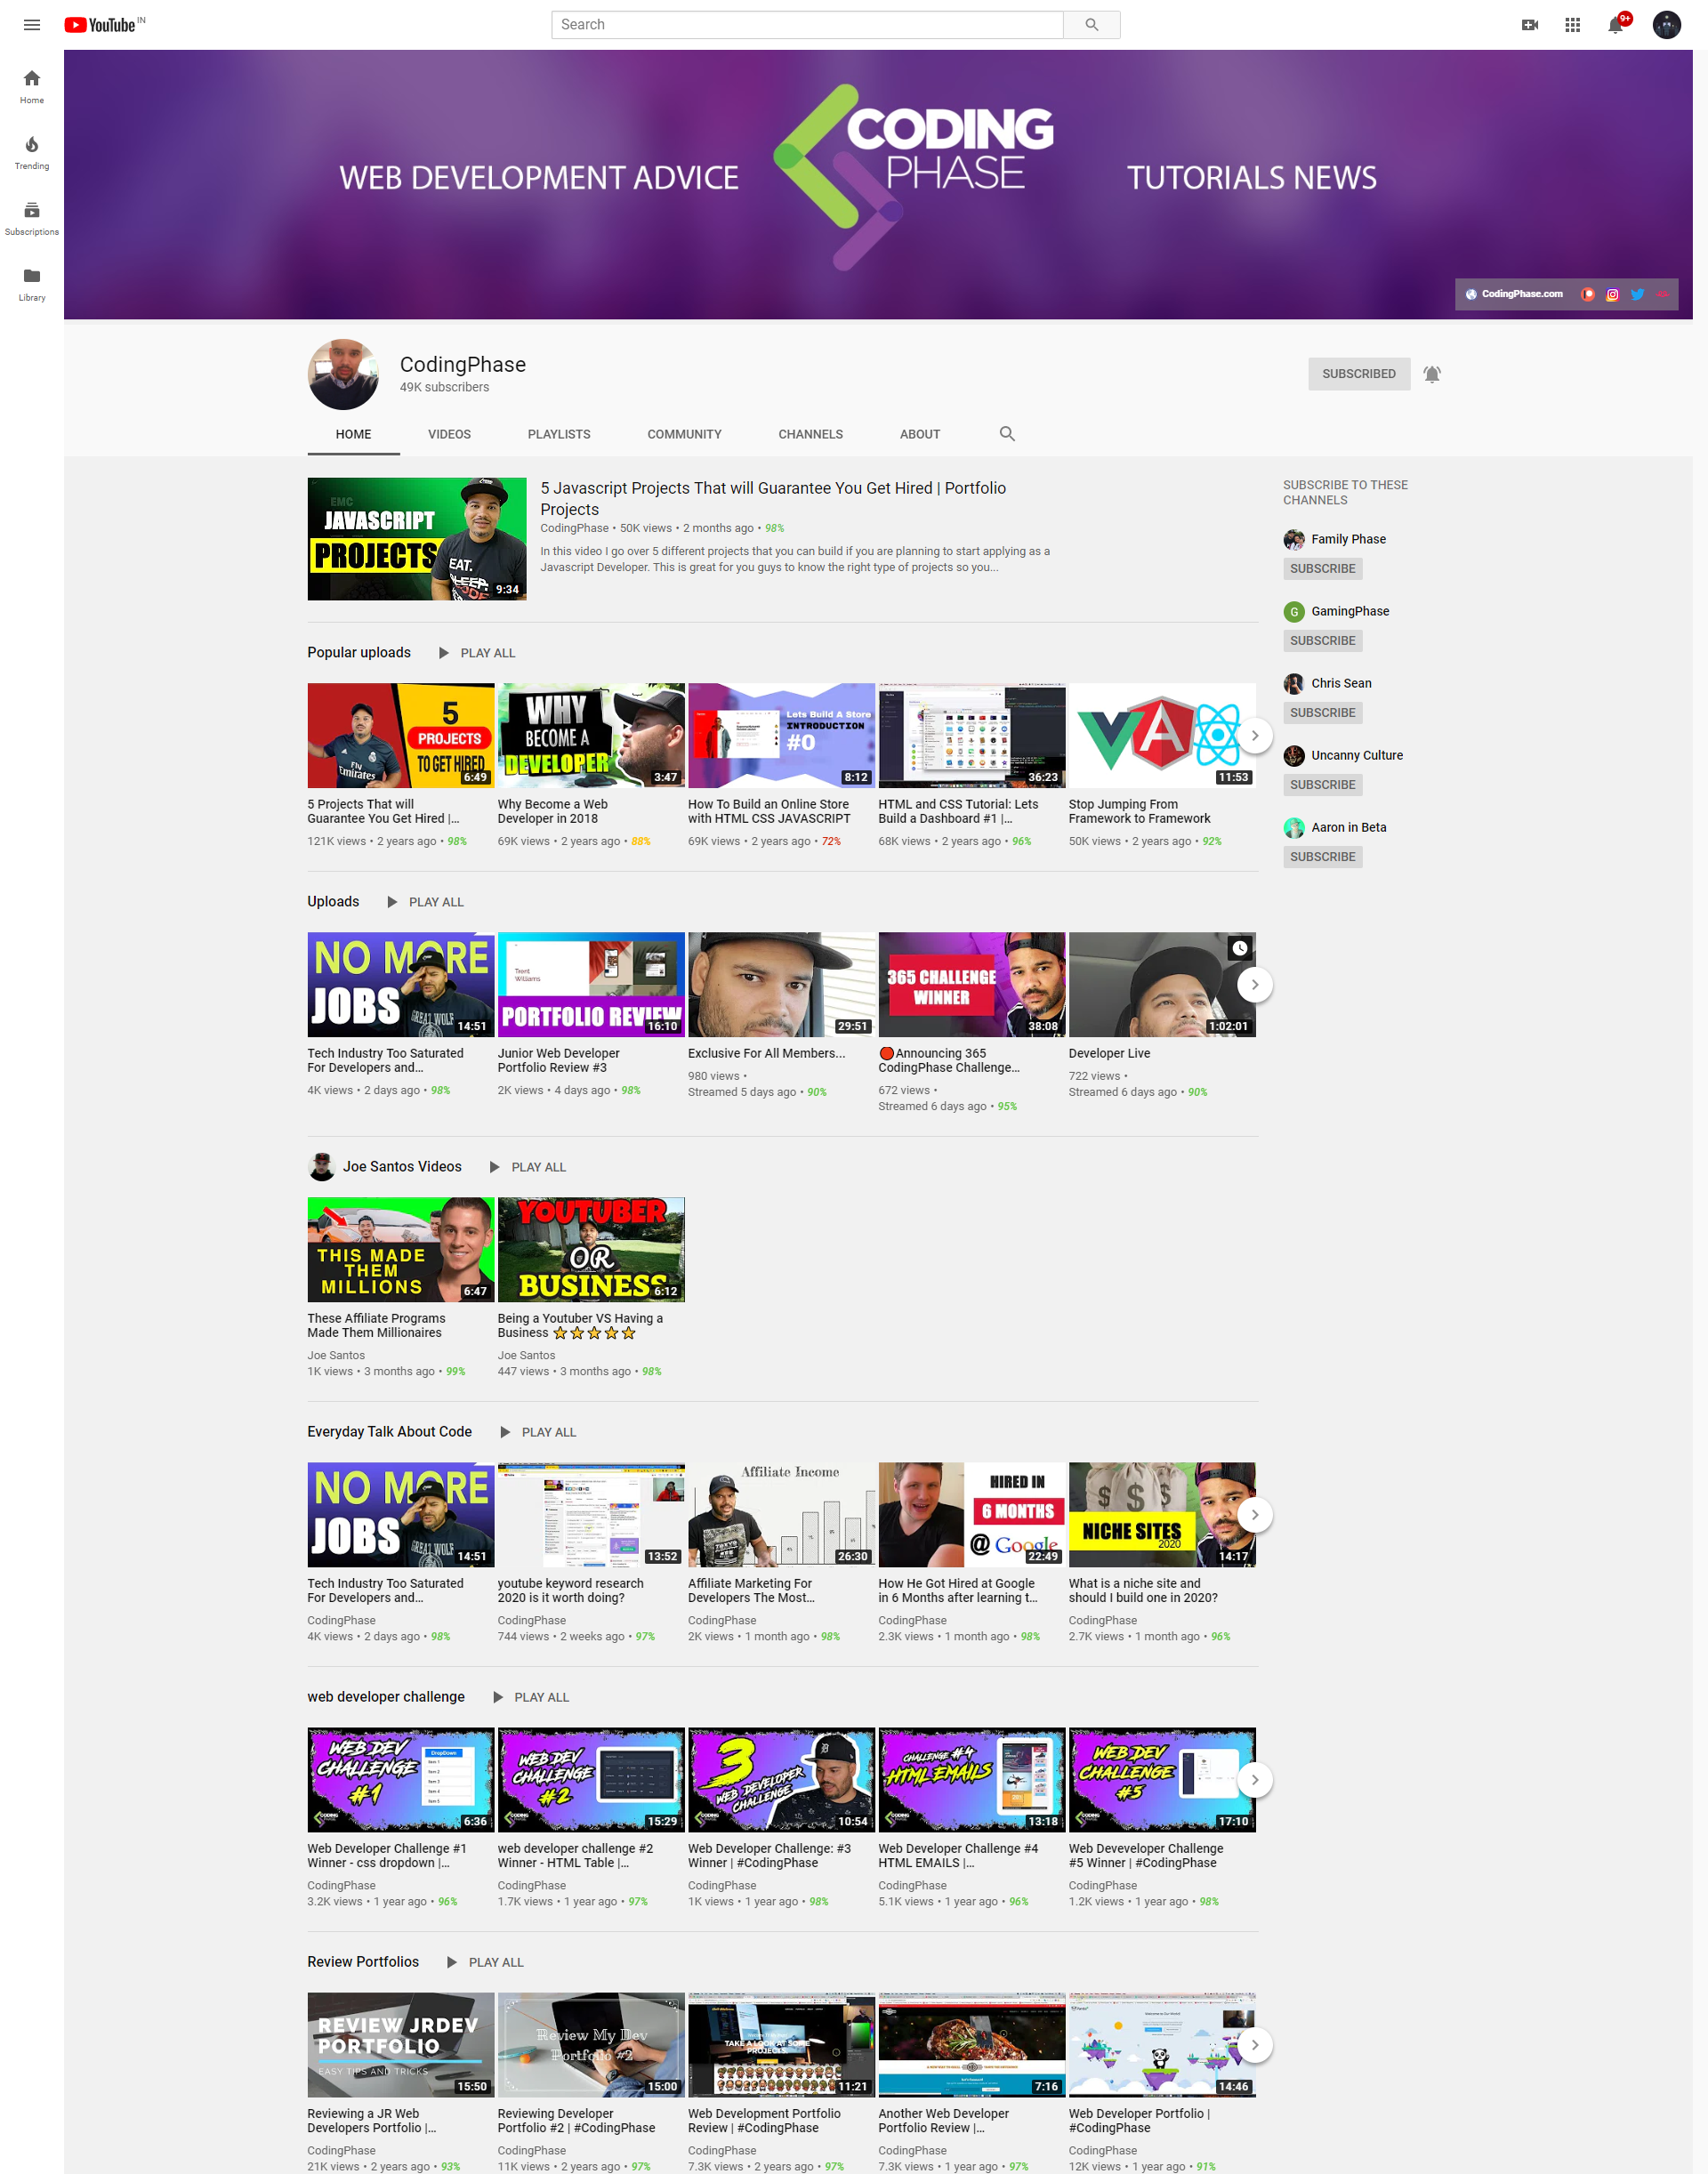 YouTube IN
Search
9+
Home
Trending
Subscriptions
Library
WEB DEVELOPMENT ADVICE
CODING
PHASE
TUTORIALS NEWS
CodingPhase.com
CodingPhase
49K subscribers
SUBSCRIBED
HOME VIDEOS PLAYLISTS COMMUNITY CHANNELS ABOUT
EMC
JAVASCRIPT
PROJECTS
EAT.
9:34
5 Javascript Projects That will Guarantee You Get Hired | Portfolio
Projects
CodingPhase • 50K views • 2 months ago • 98%
In this video I go over 5 different projects that you can build if you are planning to start applying as a
Javascript Developer. This is great for you guys to know the right type of projects so you...
SUBSCRIBE TO THESE
CHANNELS
Family Phase
SUBSCRIBE
G
GamingPhase
SUBSCRIBE
Chris Sean
SUBSCRIBE
Uncanny Culture
SUBSCRIBE
Aaron in Beta
SUBSCRIBE
Popular uploads PLAY ALL
5
PROJECTS
TO GET HIRED
Fly
Emirates
6:49
5 Projects That will
Guarantee You Get Hired |...
121K views • 2 years ago • 98%
WHY
BECOME A
DEVELOPER
3:47
Why Become a Web
Developer in 2018
69K views • 2 years ago • 88%
Lets Build A Store
INTRODUCTION
#0
8:12
How To Build an Online Store
with HTML CSS JAVASCRIPT
69K views • 2 years ago • 72%
36:23
HTML and CSS Tutorial: Lets
Build a Dashboard #1 |...
68K views • 2 years ago • 96%
A
11:53
Stop Jumping From
Framework to Framework
50K views • 2 years ago • 92%
Uploads PLAY ALL
NO MORE
JOBS
GREAT WOLF
14:51
Tech Industry Too Saturated
For Developers and...
4K views • 2 days ago • 98%
Trent
Williams
PORTFOLIO REVIEW
16:10
Junior Web Developer
Portfolio Review #3
2K views • 4 days ago • 98%
29:51
Exclusive For All Members...
980 views •
Streamed 5 days ago • 90%
365 CHALLENGE
WINNER
38:08
🔴Announcing 365
CodingPhase Challenge...
672 views •
Streamed 6 days ago • 95%
1:02:01
Developer Live
722 views •
Streamed 6 days ago • 90%
Joe Santos Videos PLAY ALL
THIS MADE
THEM
MILLIONS
6:47
These Affiliate Programs
Made Them Millionaires
Joe Santos
1K views • 3 months ago • 99%
YOUTUBER
OR
BUSINESS
6:12
Being a Youtuber VS Having a
Business ⭐⭐⭐⭐⭐
Joe Santos
447 views • 3 months ago • 98%
Everyday Talk About Code PLAY ALL
NO MORE
JOBS
GREAT WOLF
14:51
Tech Industry Too Saturated
For Developers and...
CodingPhase
4K views • 2 days ago • 98%
13:52
youtube keyword research
2020 is it worth doing?
CodingPhase
744 views • 2 weeks ago • 97%
Affiliate Income
26:30
Affiliate Marketing For
Developers The Most...
CodingPhase
2K views • 1 month ago • 98%
HIRED IN
6 MONTHS
@ Google
22:49
How He Got Hired at Google
in 6 Months after learning t...
CodingPhase
2.3K views • 1 month ago • 98%
$ $ $
NICHE SITES
2020
14:17
What is a niche site and
should I build one in 2020?
CodingPhase
2.7K views • 1 month ago • 96%
web developer challenge PLAY ALL
WEB DEV
CHALLENGE
#1
DropDown
6:36
Web Developer Challenge #1
Winner - css dropdown |...
CodingPhase
3.2K views • 1 year ago • 96%
WEB DEV
CHALLENGE
#2
15:29
web developer challenge #2
Winner - HTML Table |...
CodingPhase
1.7K views • 1 year ago • 97%
3
WEB DEVELOPER
CHALLENGE
10:54
Web Developer Challenge: #3
Winner | #CodingPhase
CodingPhase
1K views • 1 year ago • 98%
CHALLENGE #4
HTML EMAILS
13:18
Web Developer Challenge #4
HTML EMAILS |...
CodingPhase
5.1K views • 1 year ago • 96%
WEB DEV
CHALLENGE
#5
17:10
Web Deveveloper Challenge
#5 Winner | #CodingPhase
CodingPhase
1.2K views • 1 year ago • 98%
Review Portfolios PLAY ALL
REVIEW JRDEV
PORTFOLIO
EASY TIPS AND TRICKS
15:50
Reviewing a JR Web
Developers Portfolio |...
CodingPhase
21K views • 2 years ago • 93%
Review My Dev
Portfolio #2
15:00
Reviewing Developer
Portfolio #2 | #CodingPhase
CodingPhase
11K views • 2 years ago • 97%
TAKE A LOOK AT SOME
PROJECTS.
11:21
Web Development Portfolio
Review | #CodingPhase
CodingPhase
7.3K views • 2 years ago • 97%
7:16
Another Web Developer
Portfolio Review |...
CodingPhase
7.3K views • 1 year ago • 97%
14:46
Web Developer Portfolio |
#CodingPhase
CodingPhase
12K views • 1 year ago • 91%